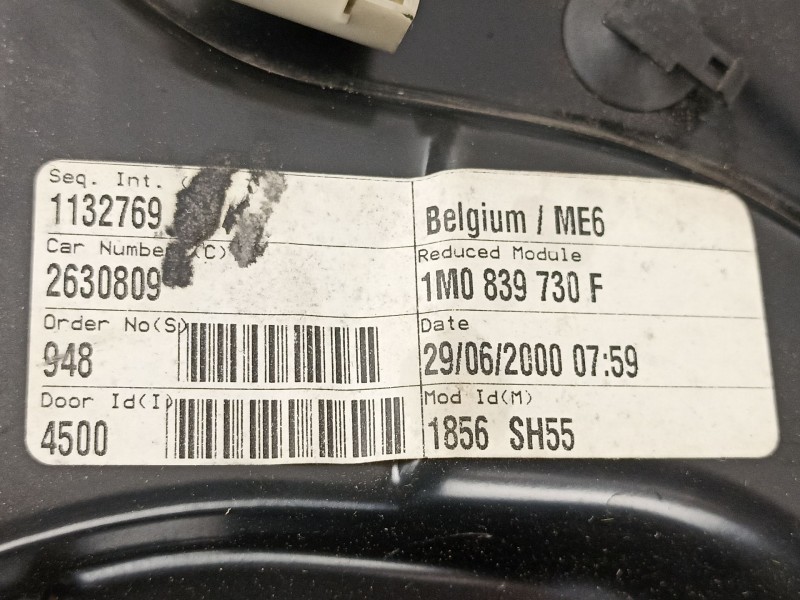 Seq. Int.
1132769
Car Number (C)
2630809
Order No(S)
948
Door Id(I)
4500
Belgium / ME6
Reduced Module
1M0 839 730 F
Date
29/06/2000 07:59
Mod Id(M)
1856 SH55